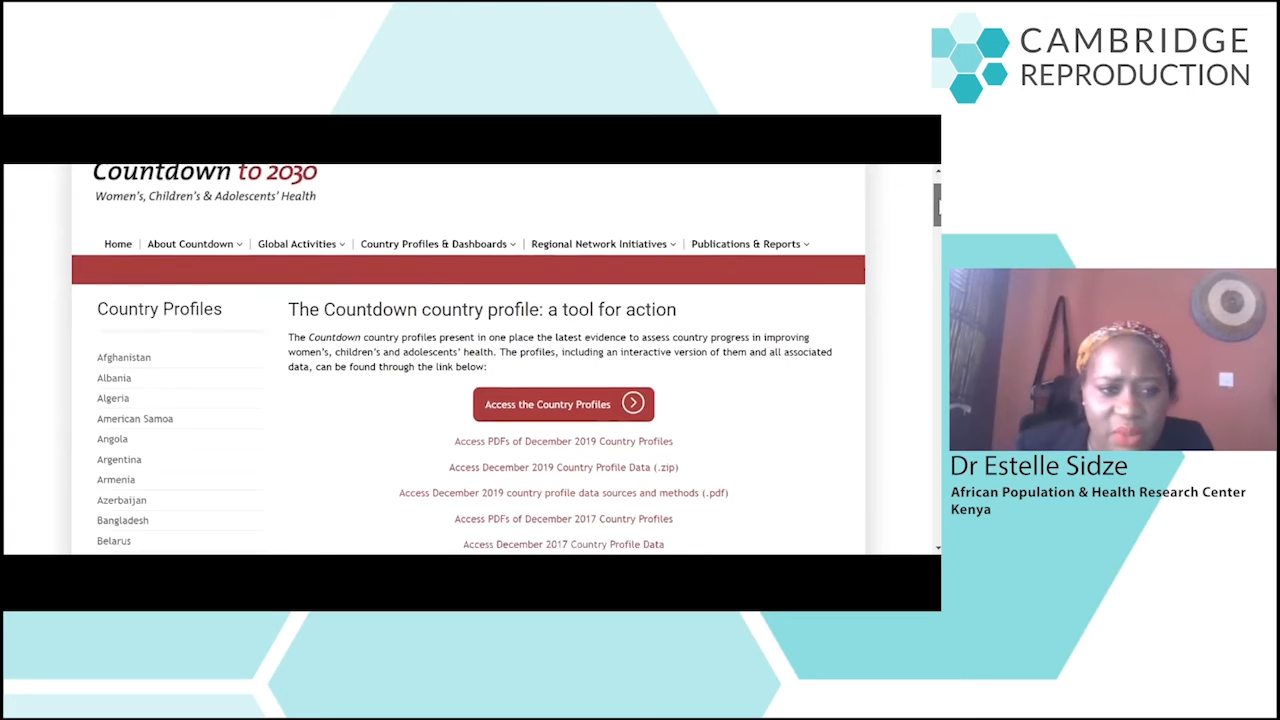 CAMBRIDGE
REPRODUCTION
Countdown to 2030
Women's, Children's & Adolescents' Health
Home
About Countdown
Global Activities
Country Profiles & Dashboards
Regional Network Initiatives
Publications & Reports
Country Profiles
Afghanistan
Albania
Algeria
American Samoa
Angola
Argentina
Armenia
Azerbaijan
Bangladesh
Belarus
The Countdown country profile: a tool for action
The Countdown country profiles present in one place the latest evidence to assess country progress in improving
women's, children's and adolescents' health. The profiles, including an interactive version of them and all associated
data, can be found through the link below:
Access the Country Profiles
Access PDFs of December 2019 Country Profiles
Access December 2019 Country Profile Data (.zip)
Access December 2019 country profile data sources and methods (.pdf)
Access PDFs of December 2017 Country Profiles
Access December 2017 Country Profile Data
Dr Estelle Sidze
African Population & Health Research Center
Kenya